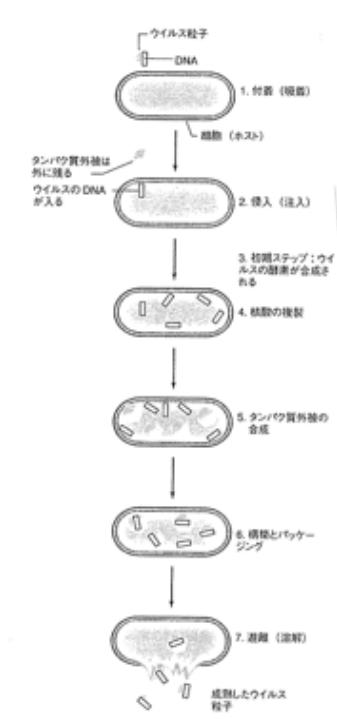 ウイルス粒子
DNA
1. 付着 (吸着)
細胞 (ホスト)
タンパク質外被は
外に残る
ウイルスのDNA
が入る
2. 侵入 (注入)
3. 初期ステップ:ウイ
ルスの酵素が合成さ
れる
4. 核酸の複製
5. タンパク質外被の
合成
6. 構築とパッケー
ジング
7. 遊離 (溶解)
成熟したウイルス
粒子